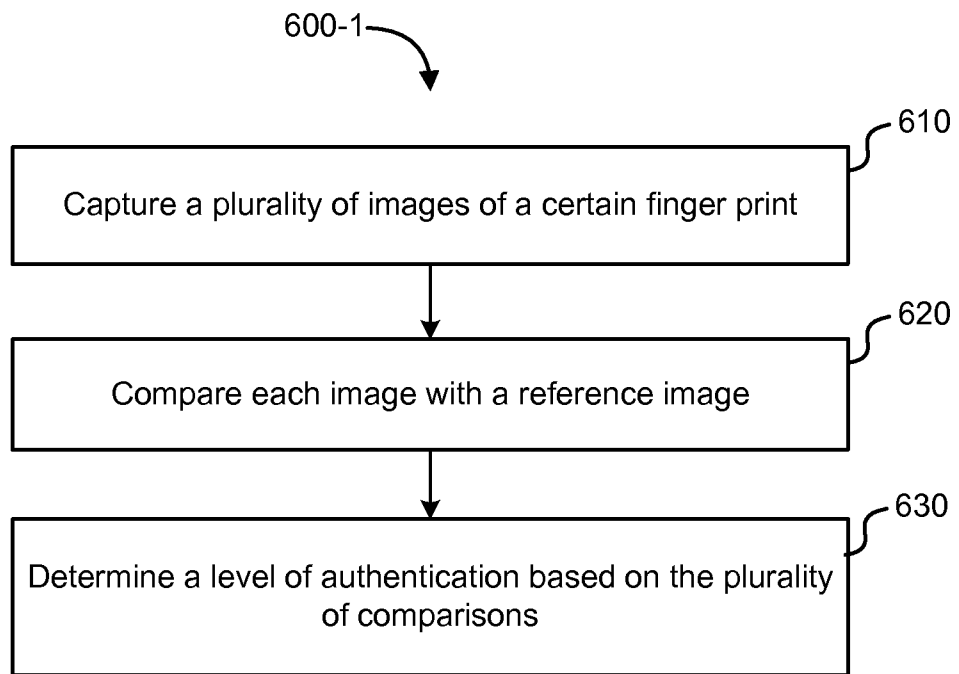 600-1
610
Capture a plurality of images of a certain finger print
620
Compare each image with a reference image
630
Determine a level of authentication based on the plurality
of comparisons